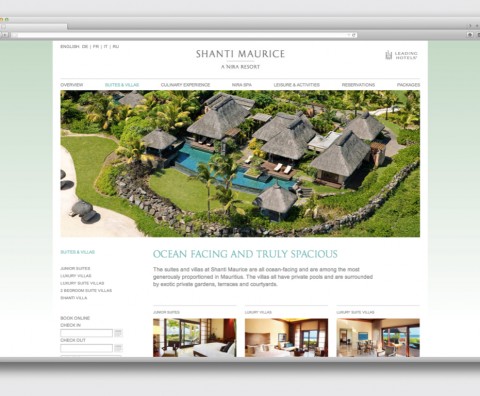 ENGLISH DE | FR | IT | RU
SHANTI MAURICE
A NIRA RESORT
LEADING
HOTELS
OVERVIEW SUITES & VILLAS CULINARY EXPERIENCE NIRA SPA LEISURE & ACTIVITIES RESERVATIONS PACKAGES
SUITES & VILLAS
JUNIOR SUITES
LUXURY VILLAS
LUXURY SUITE VILLAS
2 BEDROOM SUITE VILLAS
SHANTI VILLA
BOOK ONLINE
CHECK IN
CHECK OUT
OCEAN FACING AND TRULY SPACIOUS
The suites and villas at Shanti Maurice are all ocean-facing and are among the most
generously proportioned in Mauritius. The villas all have private pools and are surrounded
by exotic private gardens, terraces and courtyards.
JUNIOR SUITES
LUXURY VILLAS
LUXURY SUITE VILLAS